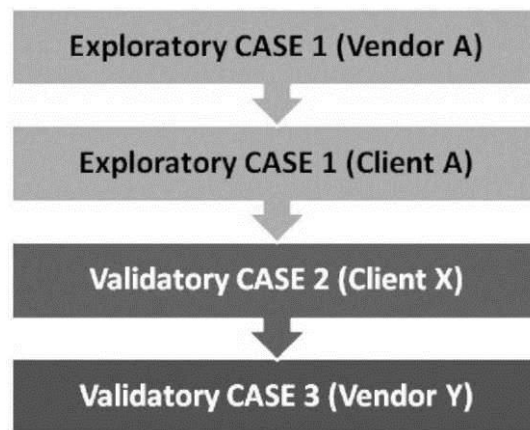 Exploratory CASE 1 (Vendor A)
Exploratory CASE 1 (Client A)
Validatory CASE 2 (Client X)
Validatory CASE 3 (Vendor Y)